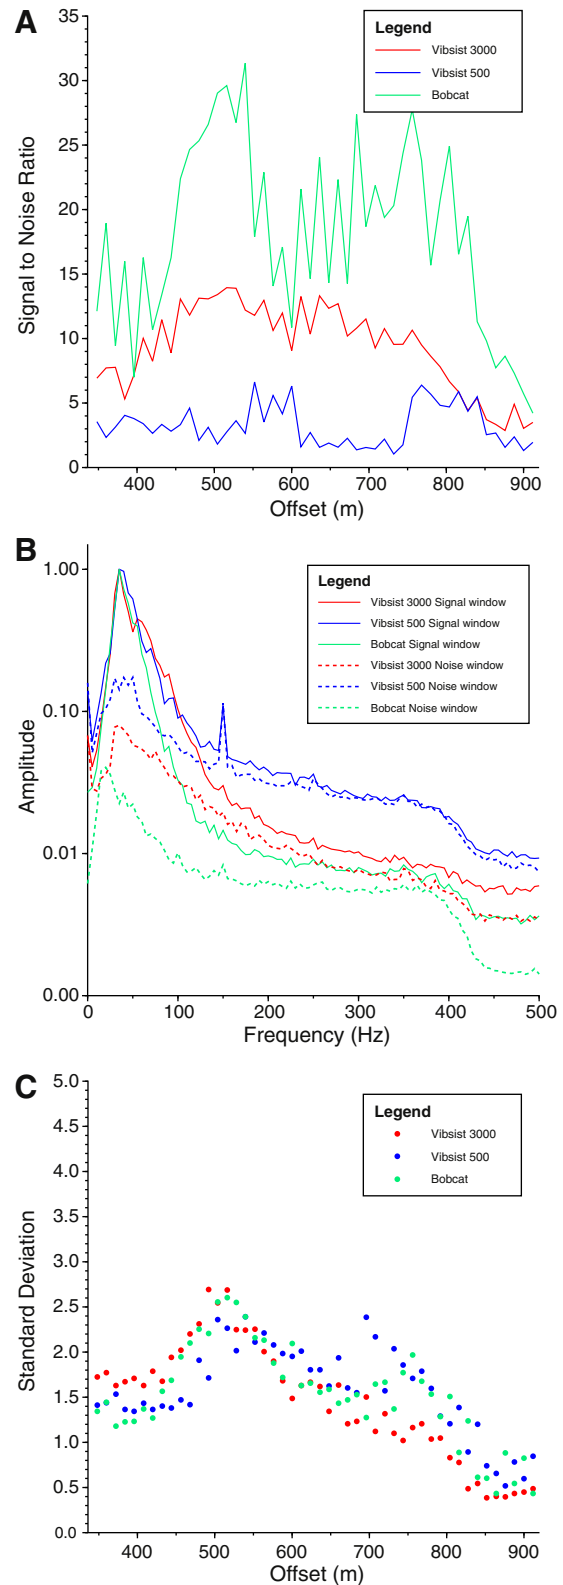 A
35
30
25
20
15
10
5
0
Signal to Noise Ratio
Legend
Vibsist 3000
Vibsist 500
Bobcat
400 500 600 700 800 900
Offset (m)
B
1.00
0.10
0.01
0.00
Amplitude
Legend
Vibsist 3000 Signal window
Vibsist 500 Signal window
Bobcat Signal window
Vibsist 3000 Noise window
Vibsist 500 Noise window
Bobcat Noise window
0 100 200 300 400 500
Frequency (Hz)
C
5.0
4.5
4.0
3.5
3.0
2.5
2.0
1.5
1.0
0.5
0.0
Standard Deviation
Legend
Vibsist 3000
Vibsist 500
Bobcat
400 500 600 700 800 900
Offset (m)